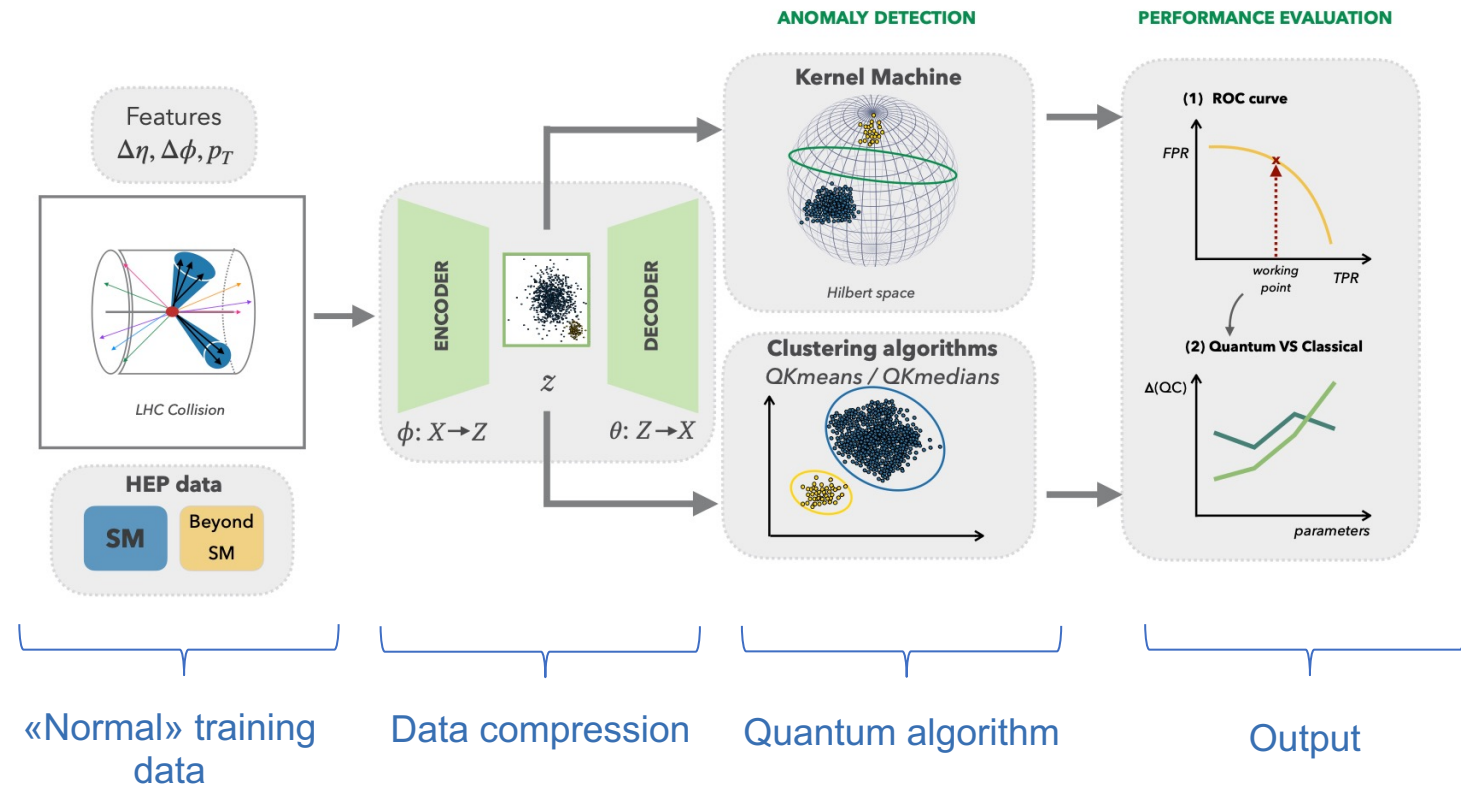 ANOMALY DETECTION
PERFORMANCE EVALUATION
Features
Δη, Δϕ, p_T
LHC Collision
HEP data
SM
Beyond
SM
ENCODER
DECODER
z
ϕ: X→Z
θ: Z→X
Kernel Machine
Hilbert space
Clustering algorithms
QKmeans / QKmedians
(1) ROC curve
FPR
x
working
point
TPR
(2) Quantum VS Classical
Δ(QC)
parameters
«Normal» training
data
Data compression
Quantum algorithm
Output